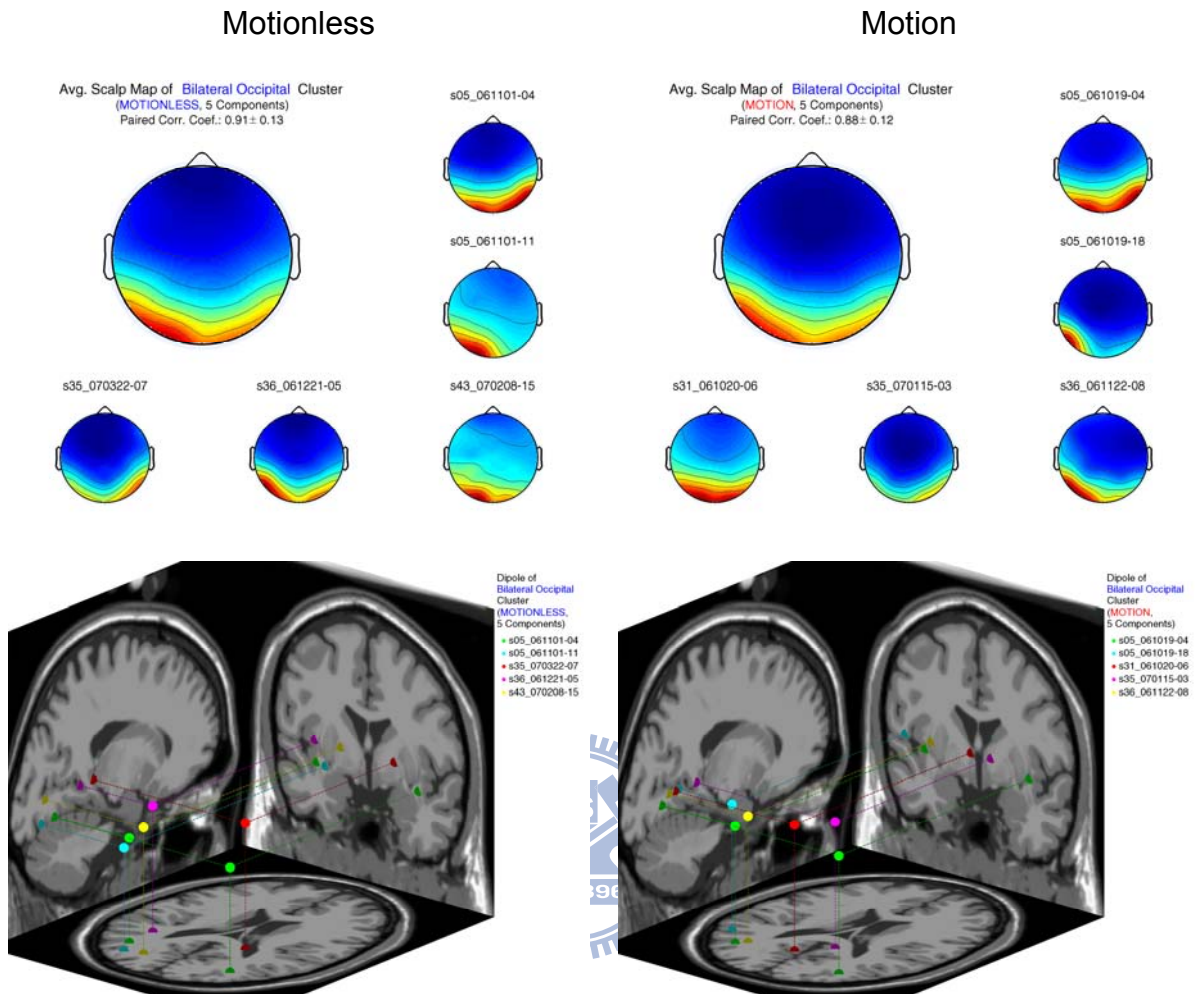 Motionless
Motion
Avg. Scalp Map of Bilateral Occipital Cluster
(MOTIONLESS, 5 Components)
Paired Corr. Coef.: 0.91± 0.13
s05_061101-04
s05_061101-11
s35_070322-07
s36_061221-05
s43_070208-15
Avg. Scalp Map of Bilateral Occipital Cluster
(MOTION, 5 Components)
Paired Corr. Coef.: 0.88± 0.12
s05_061019-04
s05_061019-18
s31_061020-06
s35_070115-03
s36_061122-08
Dipole of
Bilateral Occipital
Cluster
(MOTIONLESS,
5 Components)
s05_061101-04
s05_061101-11
s35_070322-07
s36_061221-05
s43_070208-15
Dipole of
Bilateral Occipital
Cluster
(MOTION,
5 Components)
s05_061019-04
s05_061019-18
s31_061020-06
s35_070115-03
s36_061122-08